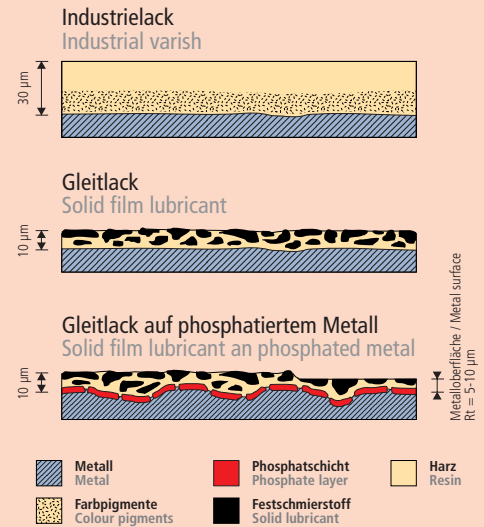 Industrielack
Industrial varish
30 µm
Gleitlack
Solid film lubricant
10 µm
Gleitlack auf phosphatiertem Metall
Solid film lubricant an phosphated metal
10 µm
Metalloberfläche / Metal surface
Rt = 5-10 µm
Metall
Metal
Phosphatschicht
Phosphate layer
Harz
Resin
Farbpigmente
Colour pigments
Festschmierstoff
Solid lubricant